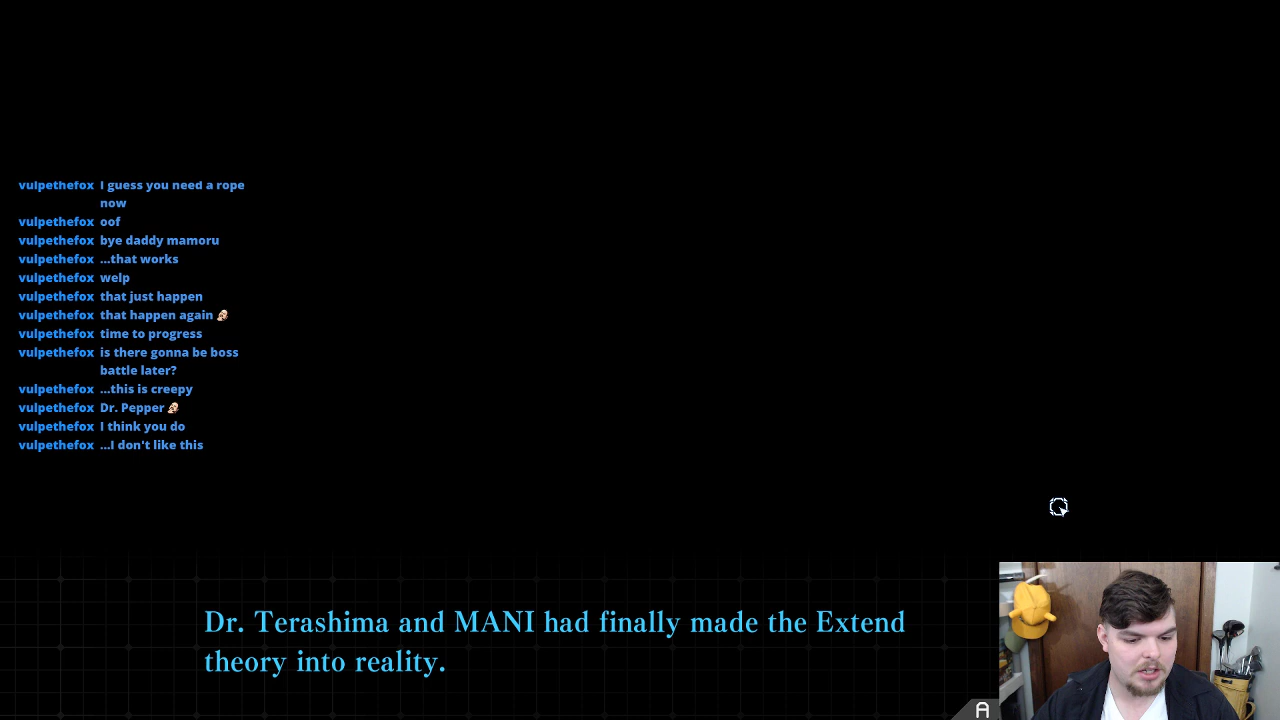 vulpethefox I guess you need a rope
now
vulpethefox oof
vulpethefox bye daddy mamoru
vulpethefox ...that works
vulpethefox welp
vulpethefox that just happen
vulpethefox that happen again
vulpethefox time to progress
vulpethefox is there gonna be boss
battle later?
vulpethefox ...this is creepy
vulpethefox Dr. Pepper
vulpethefox I think you do
vulpethefox ...I don't like this
Dr. Terashima and MANI had finally made the Extend
theory into reality.
A